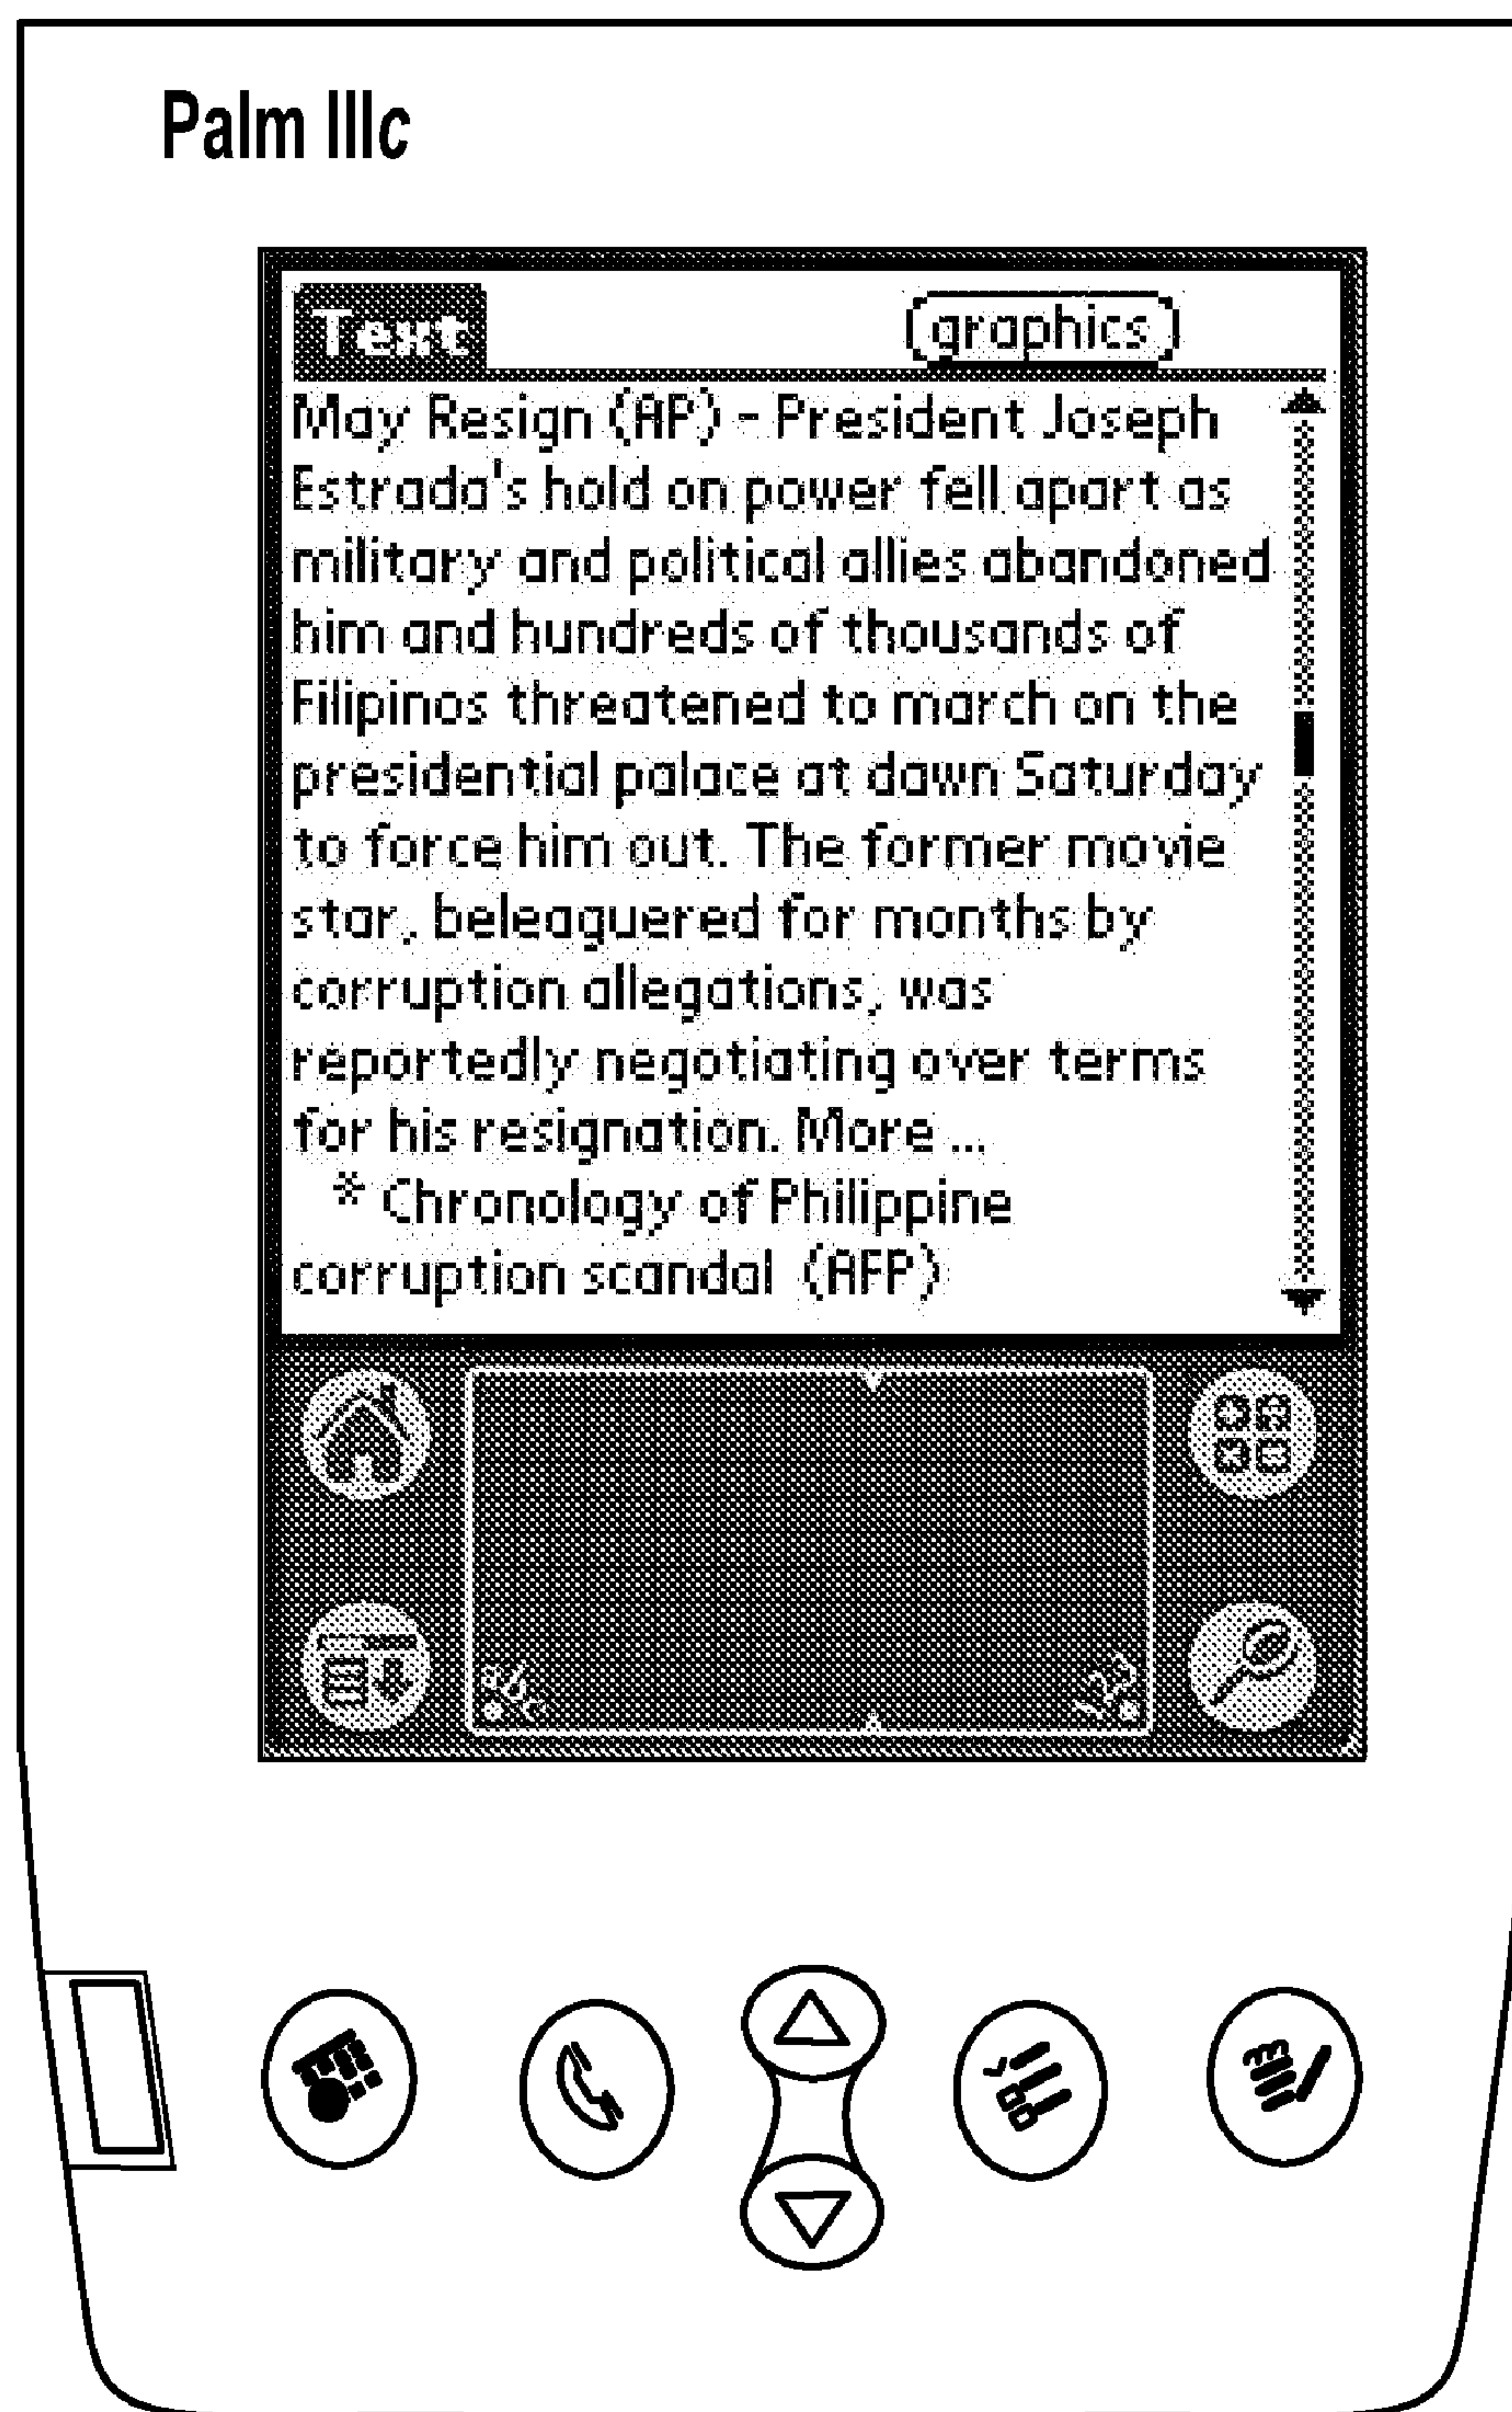 Palm IIIc
Text
graphics
May Resign (AP) - President Joseph
Estrada's hold on power fell apart as
military and political allies abandoned
him and hundreds of thousands of
Filipinos threatened to march on the
presidential palace at dawn Saturday
to force him out. The former movie
star, beleaguered for months by
corruption allegations, was
reportedly negotiating over terms
for his resignation. More ...
* Chronology of Philippine
corruption scandal (AFP)